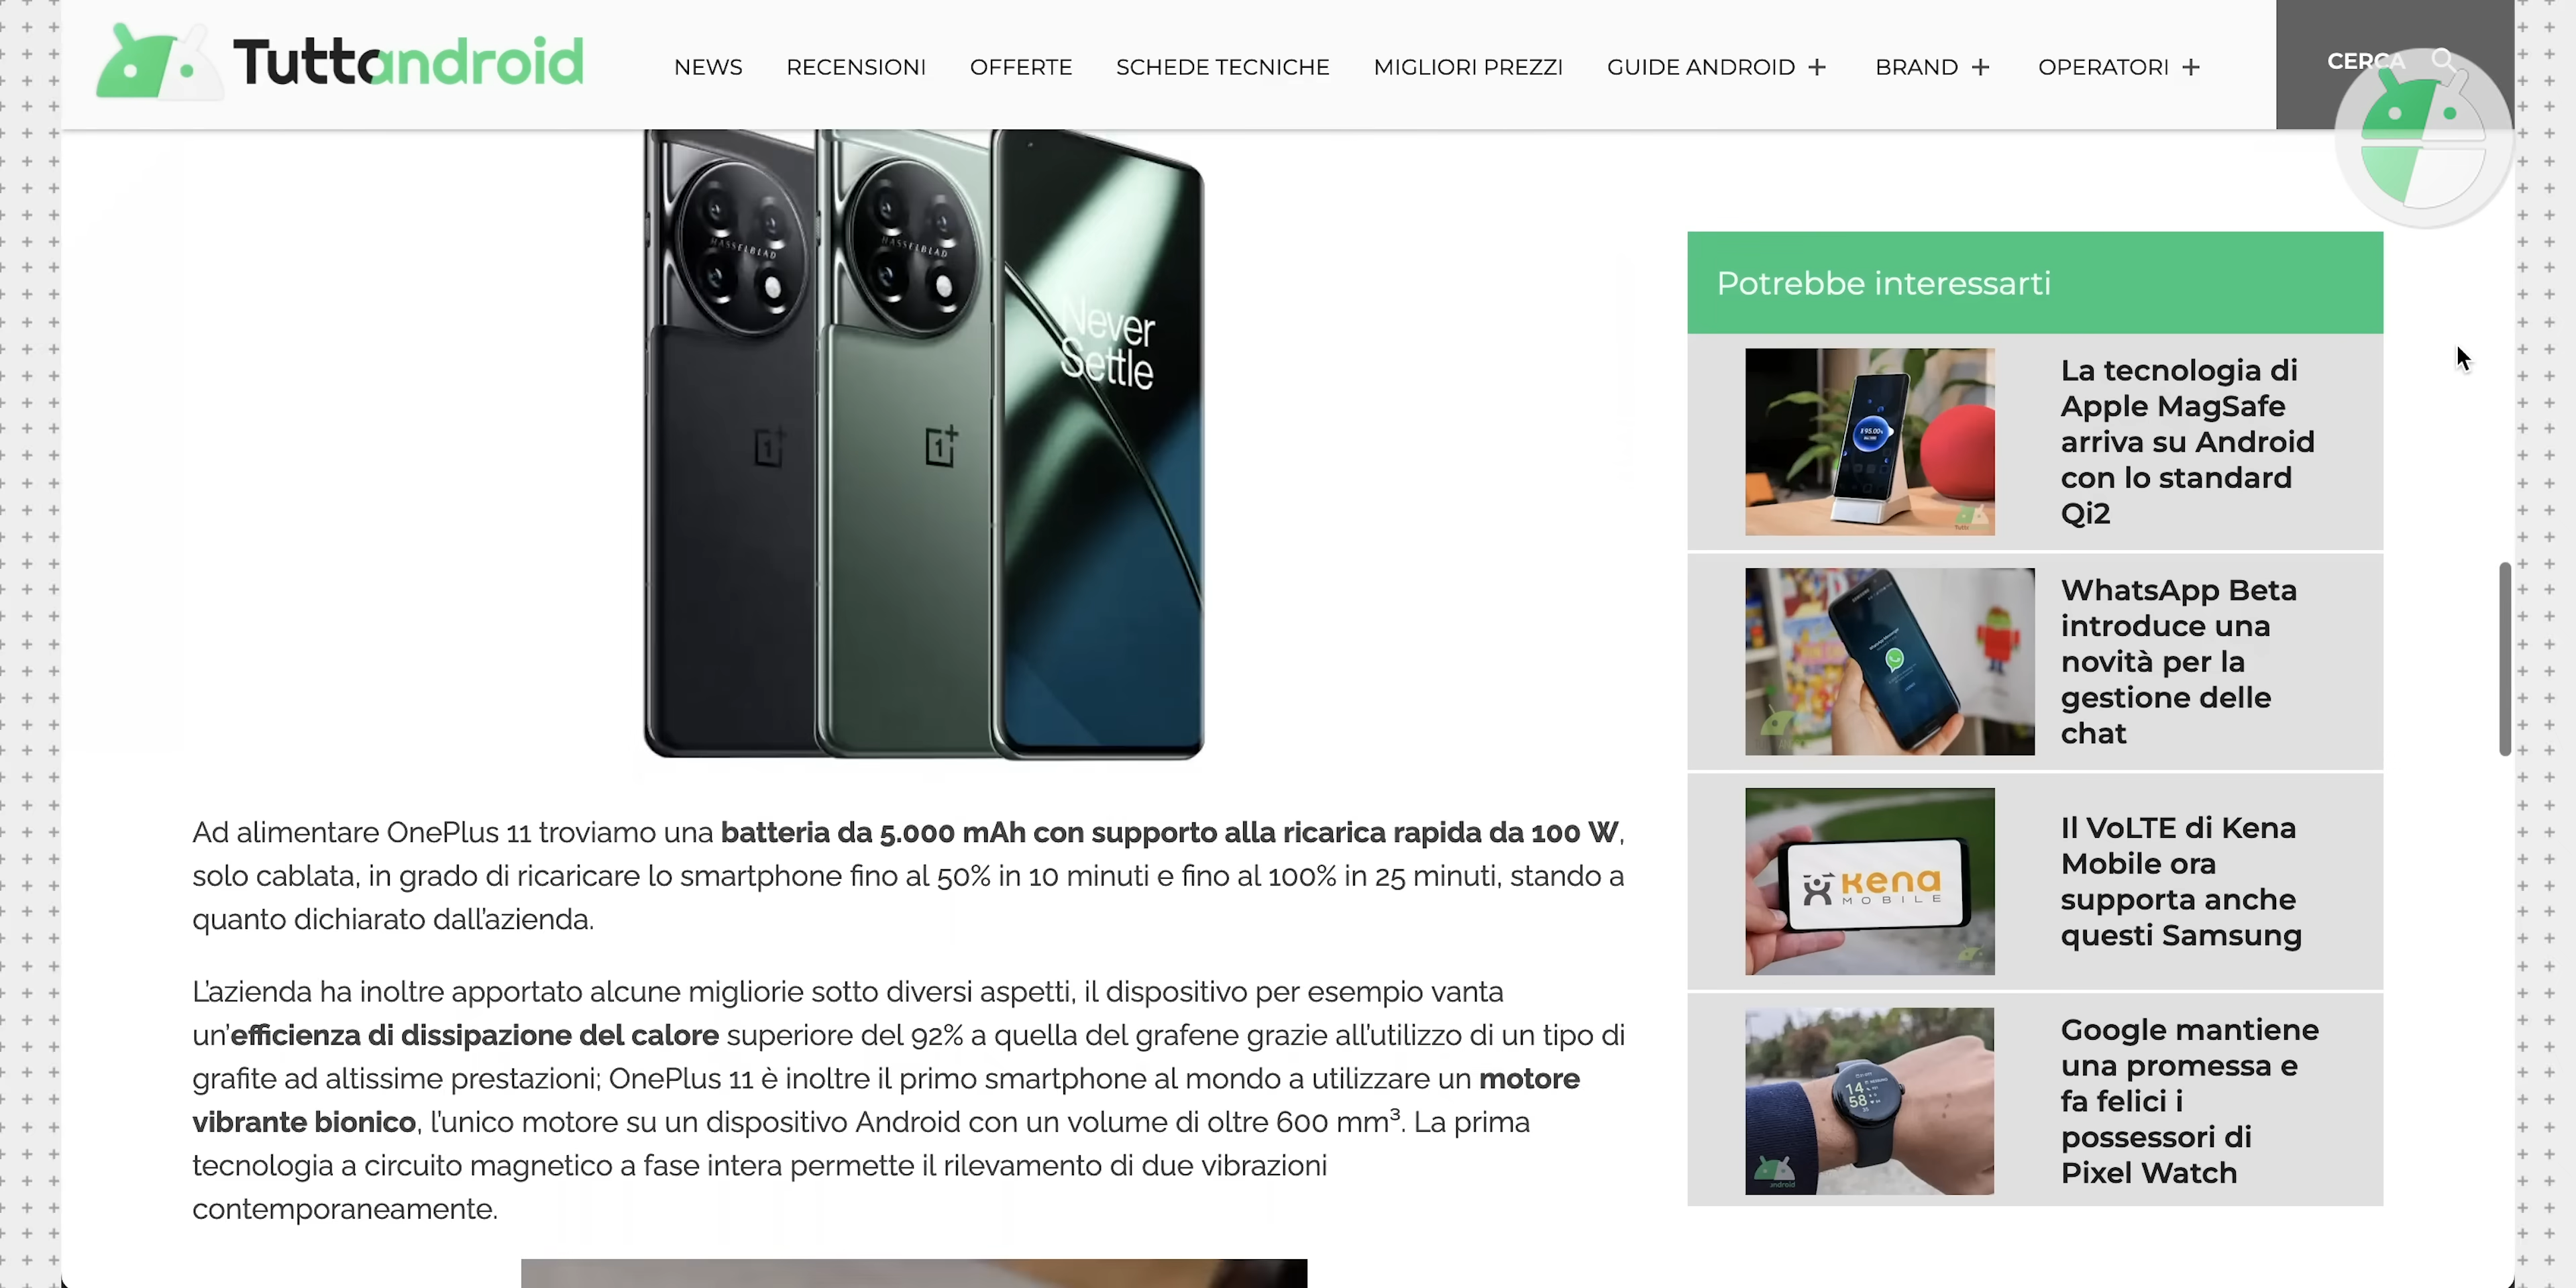 Tuttoandroid
NEWS
RECENSIONI
OFFERTE
SCHEDE TECNICHE
MIGLIORI PREZZI
GUIDE ANDROID +
BRAND +
OPERATORI +
CERCA
HASSELBLAD
HASSELBLAD
Never
Settle
Ad alimentare OnePlus 11 troviamo una batteria da 5.000 mAh con supporto alla ricarica rapida da 100 W,
solo cablata, in grado di ricaricare lo smartphone fino al 50% in 10 minuti e fino al 100% in 25 minuti, stando a
quanto dichiarato dall'azienda.
L'azienda ha inoltre apportato alcune migliorie sotto diversi aspetti, il dispositivo per esempio vanta
un'efficienza di dissipazione del calore superiore del 92% a quella del grafene grazie all'utilizzo di un tipo di
grafite ad altissime prestazioni; OnePlus 11 è inoltre il primo smartphone al mondo a utilizzare un motore
vibrante bionico, l'unico motore su un dispositivo Android con un volume di oltre 600 mm³. La prima
tecnologia a circuito magnetico a fase intera permette il rilevamento di due vibrazioni
contemporaneamente.
Potrebbe interessarti
La tecnologia di
Apple MagSafe
arriva su Android
con lo standard
Qi2
WhatsApp Beta
introduce una
novità per la
gestione delle
chat
Kena
MOBILE
Il VoLTE di Kena
Mobile ora
supporta anche
questi Samsung
14
58
android
Google mantiene
una promessa e
fa felici i
possessori di
Pixel Watch